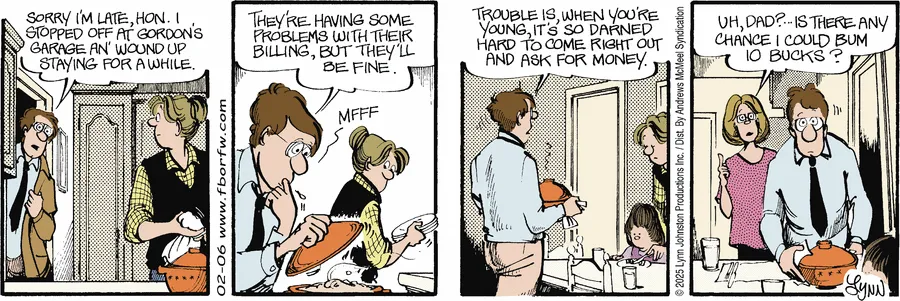 SORRY I'M LATE, HON. I
STOPPED OFF AT GORDON'S
GARAGE AN' WOUND UP
STAYING FOR A WHILE.
02-06 www.fborfw.com
THEY'RE HAVING SOME
PROBLEMS WITH THEIR
BILLING, BUT THEY'LL
BE FINE.
MFFF
TROUBLE IS, WHEN YOU'RE
YOUNG, IT'S SO DARNED
HARD TO COME RIGHT OUT
AND ASK FOR MONEY.
© 2025 Lynn Johnston Productions Inc. / Dist. By Andrews McMeel Syndication
UH, DAD?... IS THERE ANY
CHANCE I COULD BUM
10 BUCKS?
LYNN